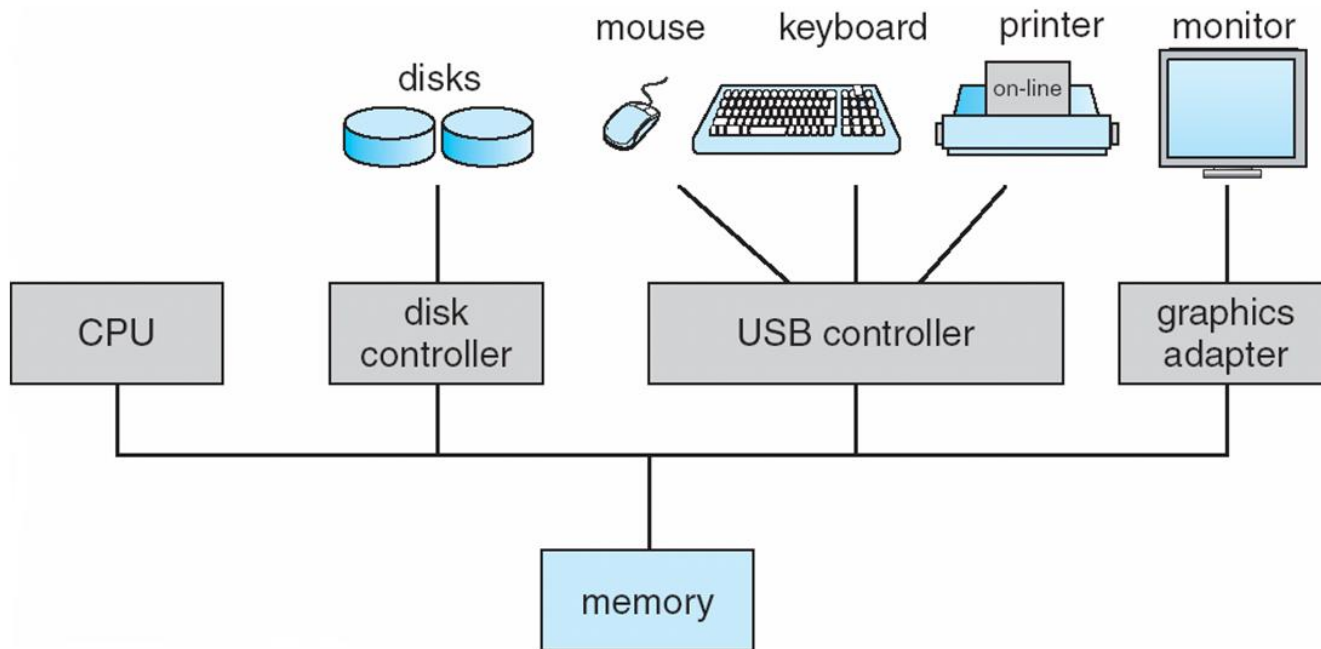 mouse
keyboard
printer
monitor
disks
on-line
CPU
disk
controller
USB controller
graphics
adapter
memory